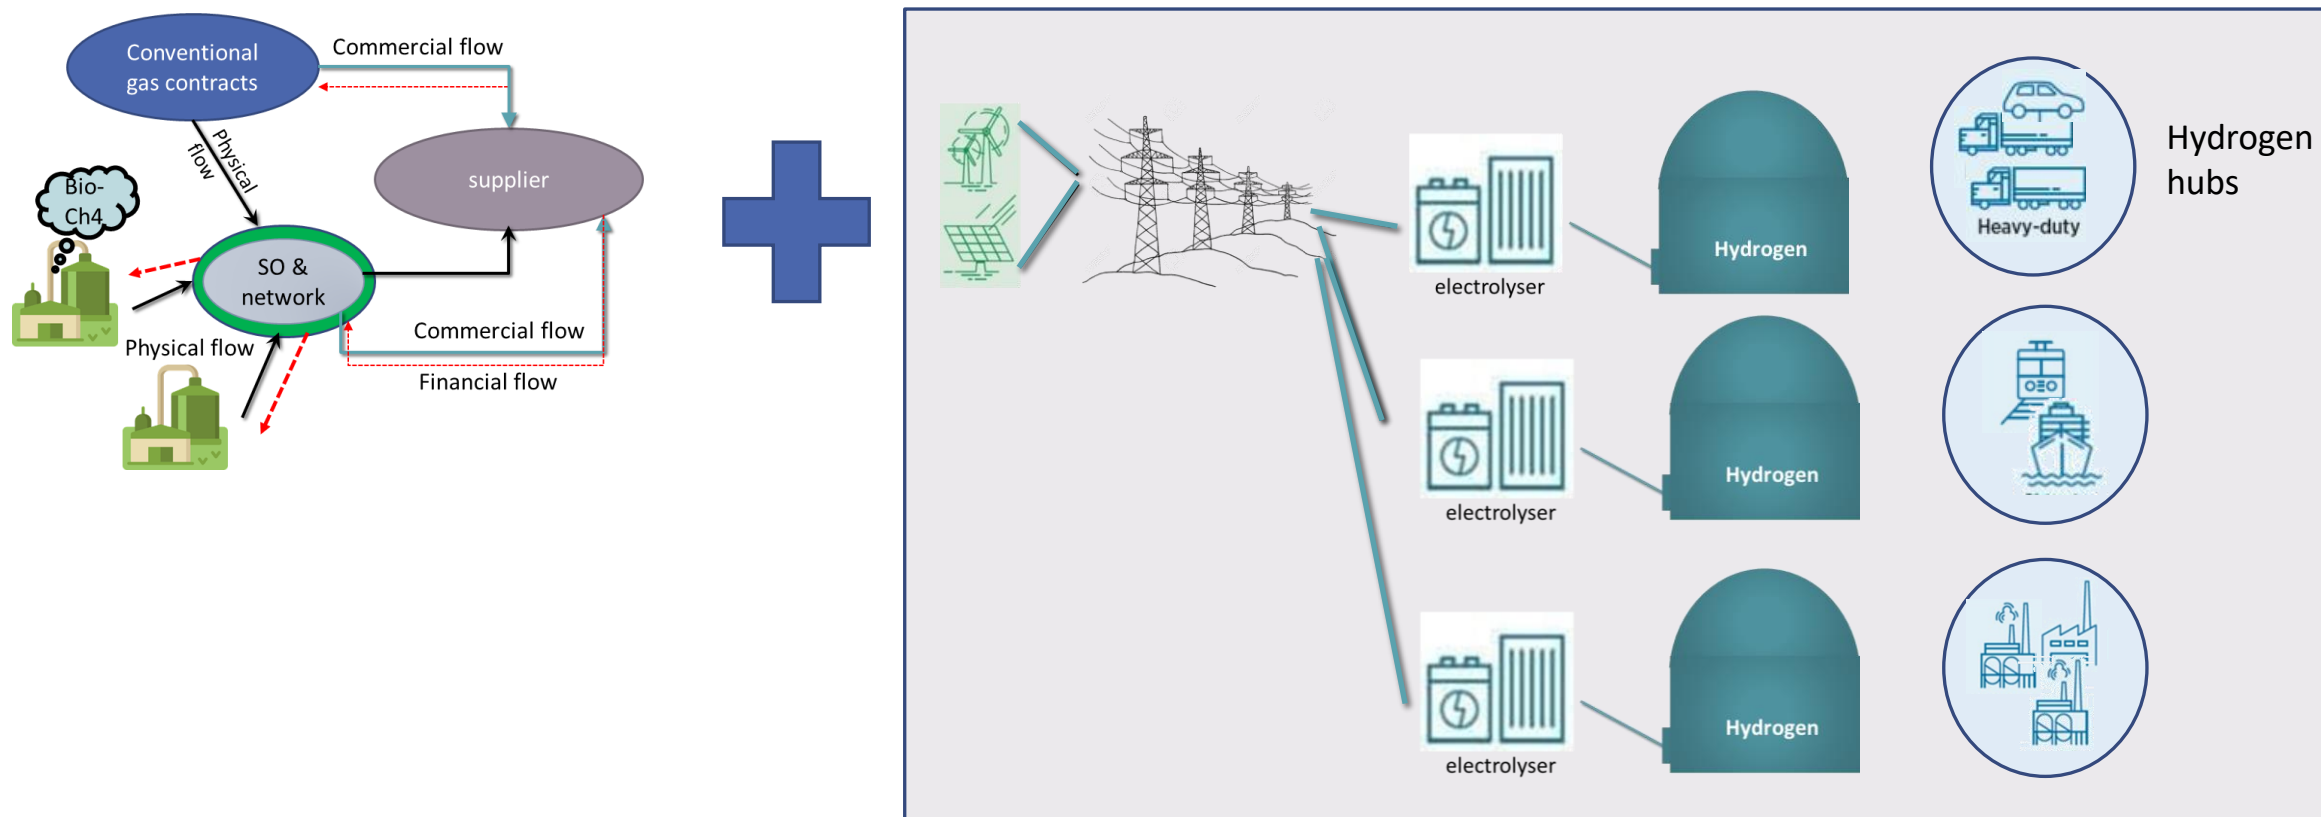 Conventional
gas contracts
Commercial flow
Physical
flow
supplier
Bio-
Ch4
SO &
network
Physical flow
Commercial flow
Financial flow
electrolyser
Hydrogen
Heavy-duty
Hydrogen
hubs
electrolyser
Hydrogen
electrolyser
Hydrogen